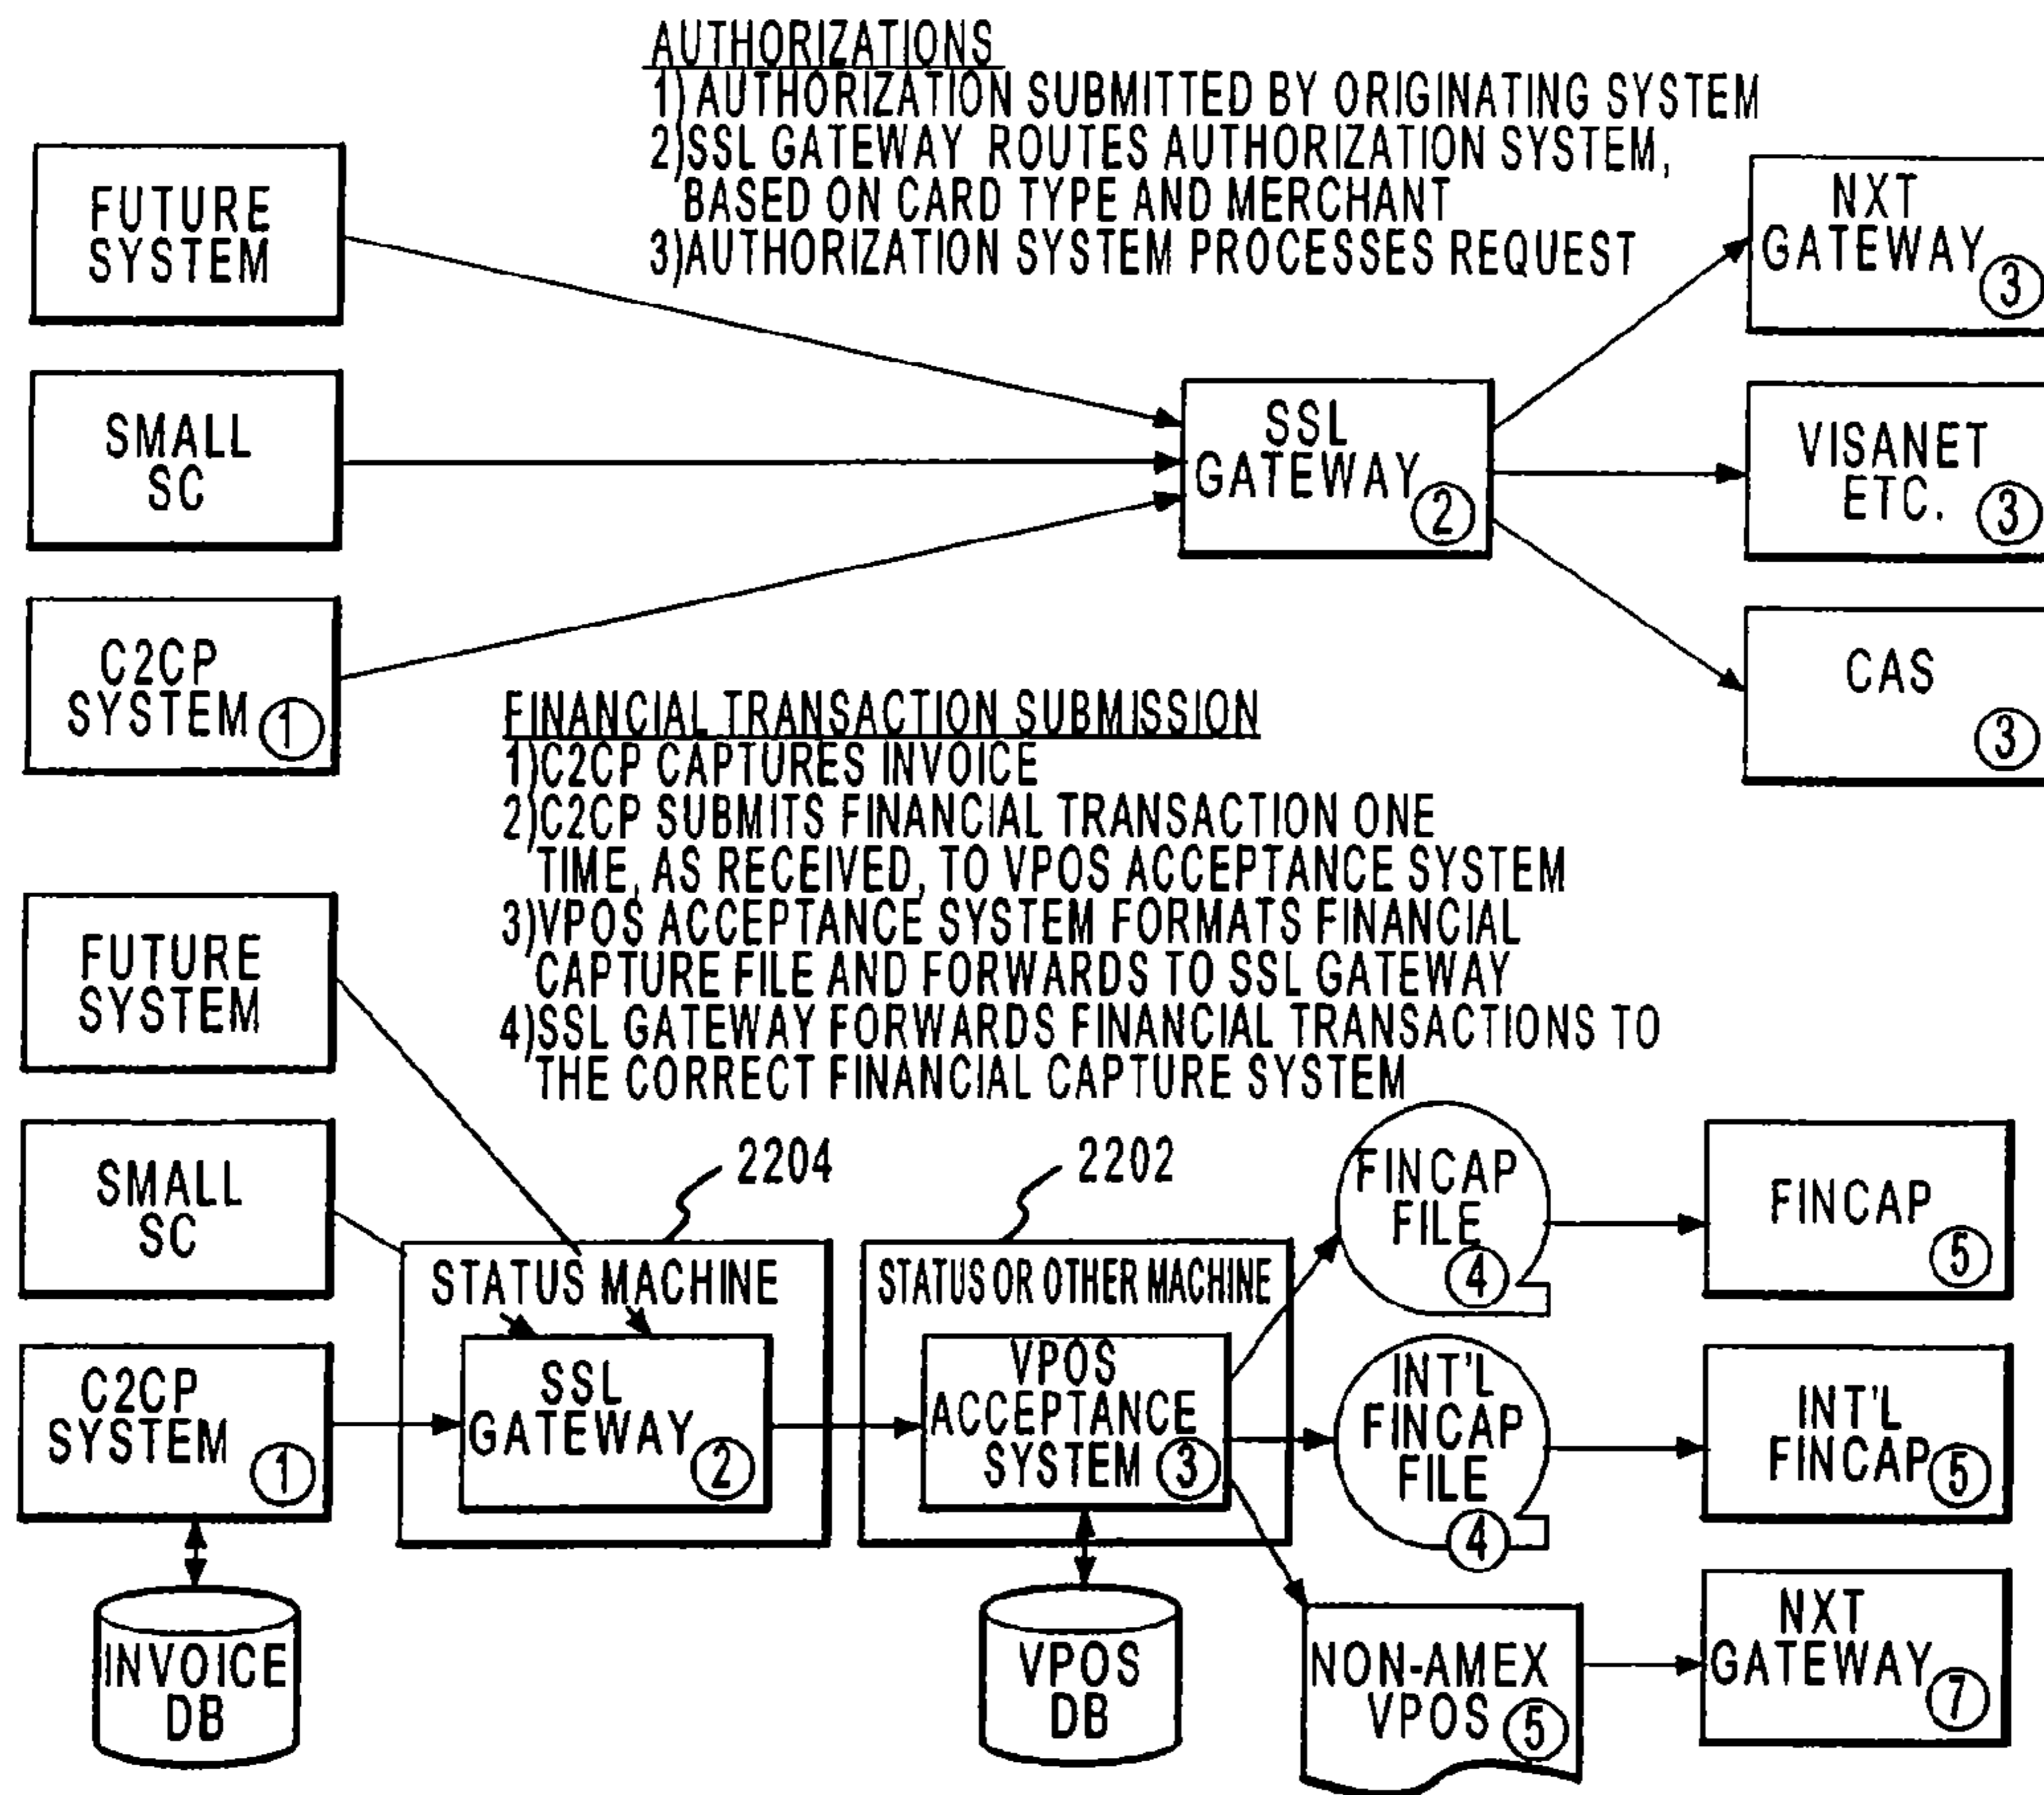 AUTHORIZATIONS
1) AUTHORIZATION SUBMITTED BY ORIGINATING SYSTEM
2)SSL GATEWAY ROUTES AUTHORIZATION SYSTEM,
BASED ON CARD TYPE AND MERCHANT
3)AUTHORIZATION SYSTEM PROCESSES REQUEST
FUTURE
SYSTEM
SMALL
SC
C2CP
SYSTEM
1
SSL
GATEWAY
2
NXT
GATEWAY
3
VISANET
ETC.
3
CAS
3
FINANCIAL TRANSACTION SUBMISSION
1)C2CP CAPTURES INVOICE
2)C2CP SUBMITS FINANCIAL TRANSACTION ONE
TIME, AS RECEIVED, TO VPOS ACCEPTANCE SYSTEM
3)VPOS ACCEPTANCE SYSTEM FORMATS FINANCIAL
CAPTURE FILE AND FORWARDS TO SSL GATEWAY
4)SSL GATEWAY FORWARDS FINANCIAL TRANSACTIONS TO
THE CORRECT FINANCIAL CAPTURE SYSTEM
FUTURE
SYSTEM
SMALL
SC
C2CP
SYSTEM
1
INVOICE
DB
2204
STATUS MACHINE
SSL
GATEWAY
2
2202
STATUS OR OTHER MACHINE
VPOS
ACCEPTANCE
SYSTEM
3
VPOS
DB
FINCAP
FILE
4
INT'L
FINCAP
FILE
4
NON-AMEX
VPOS
5
FINCAP
5
INT'L
FINCAP
5
NXT
GATEWAY
7